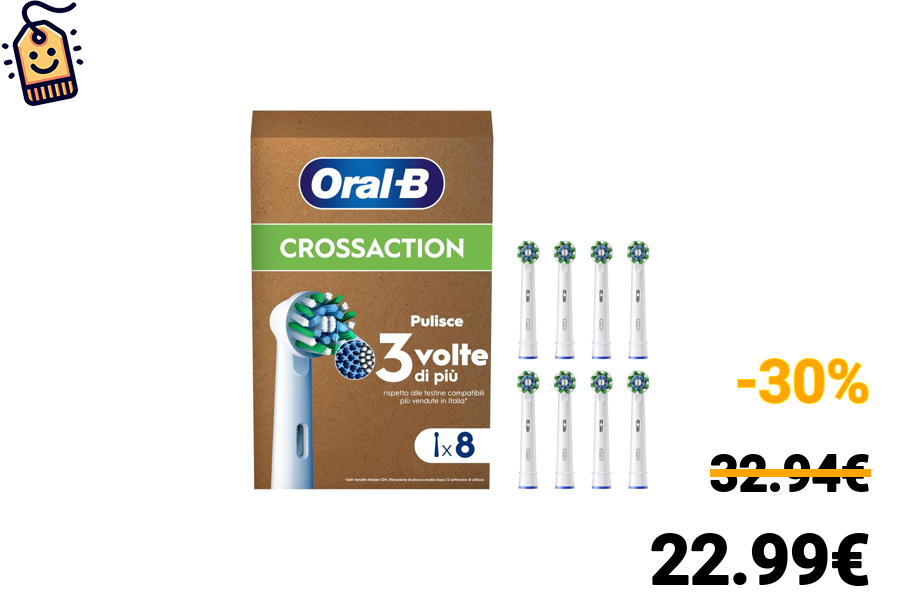 Oral-B
CROSSACTION
Pulisce
3 volte
di più
rispetto alle testine compatibili
più vendute in Italia*
x8
-30%
32.94€
22.99€